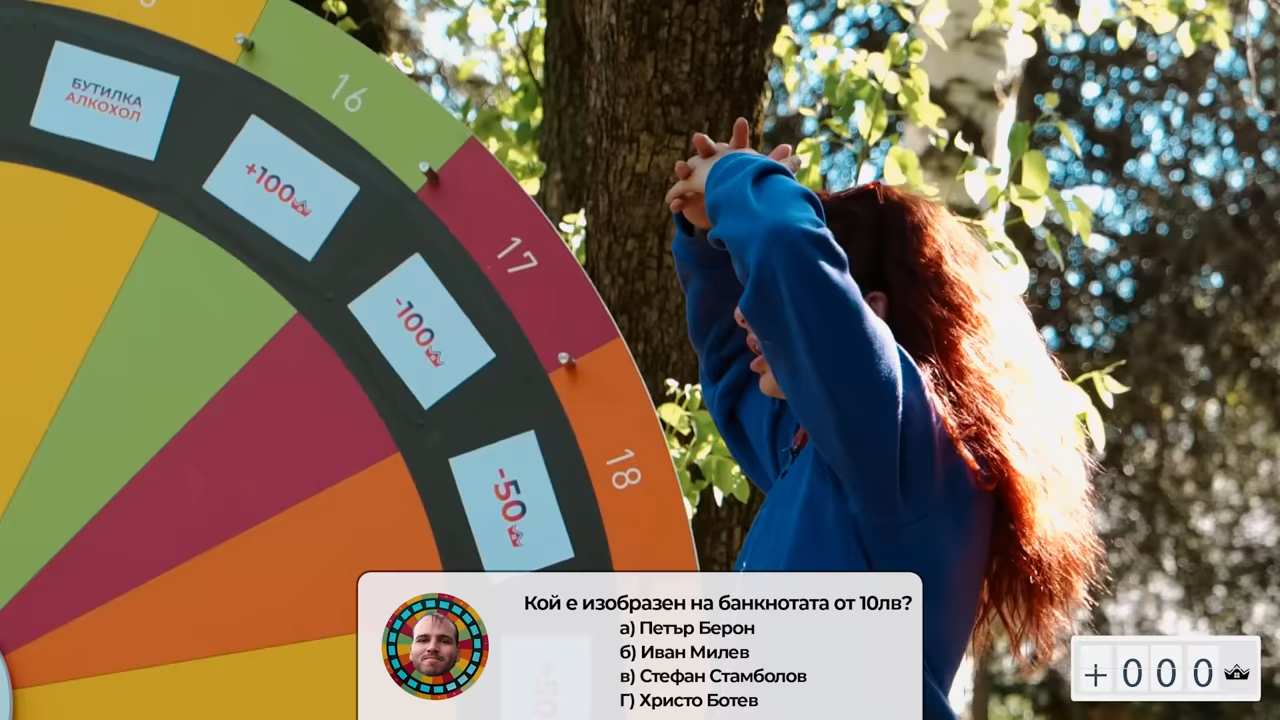 БУТИЛКА
АЛКОХОЛ
16
+100
17
-100
18
-50
Кой е изобразен на банкнотата от 10лв?
а) Петър Берон
б) Иван Милев
в) Стефан Стамболов
Г) Христо Ботев
+000